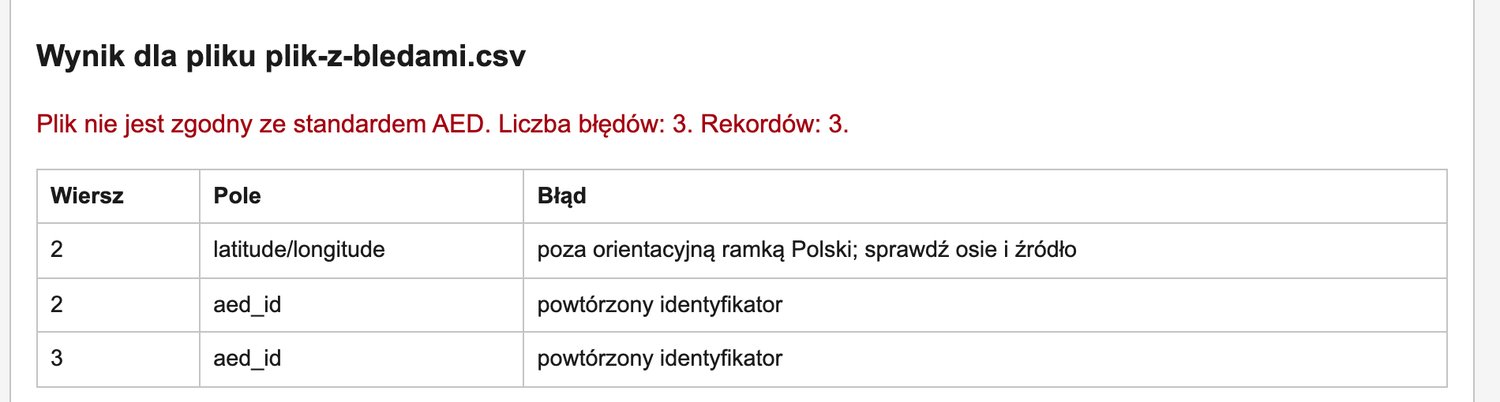 Wynik dla pliku plik-z-bledami.csv
Plik nie jest zgodny ze standardem AED. Liczba błędów: 3. Rekordów: 3.
Wiersz Pole Błąd
2 latitude/longitude poza orientacyjną ramką Polski; sprawdź osie i źródło
2 aed_id powtórzony identyfikator
3 aed_id powtórzony identyfikator